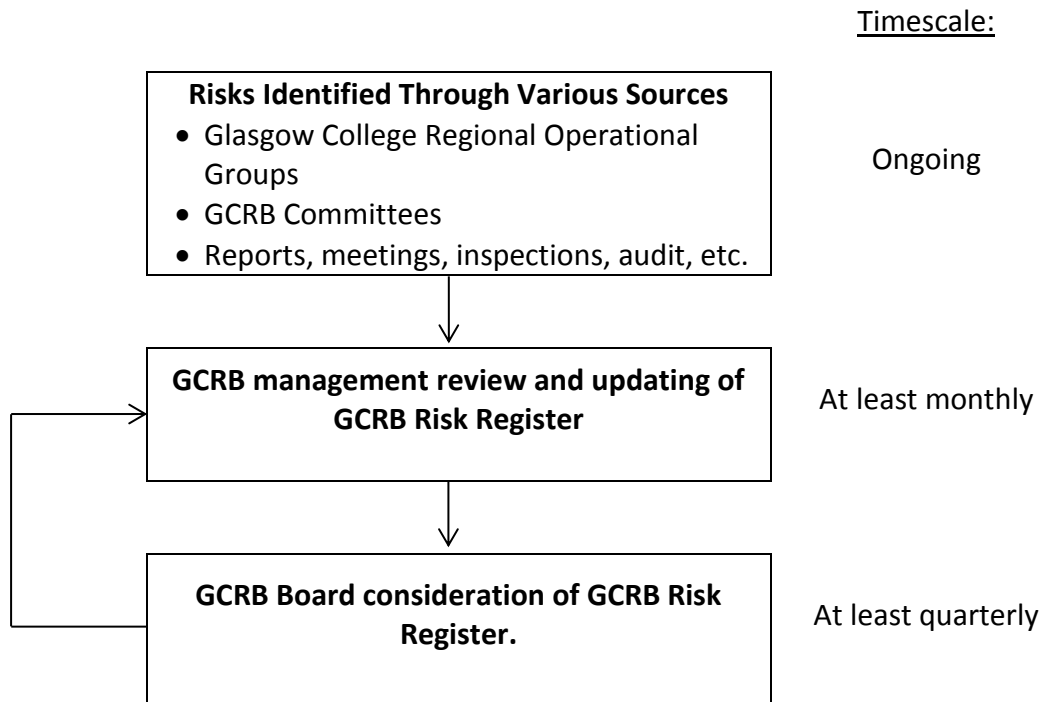 Timescale:
Risks Identified Through Various Sources
• Glasgow College Regional Operational
Groups
• GCRB Committees
• Reports, meetings, inspections, audit, etc.
Ongoing
GCRB management review and updating of
GCRB Risk Register
At least monthly
GCRB Board consideration of GCRB Risk
Register.
At least quarterly